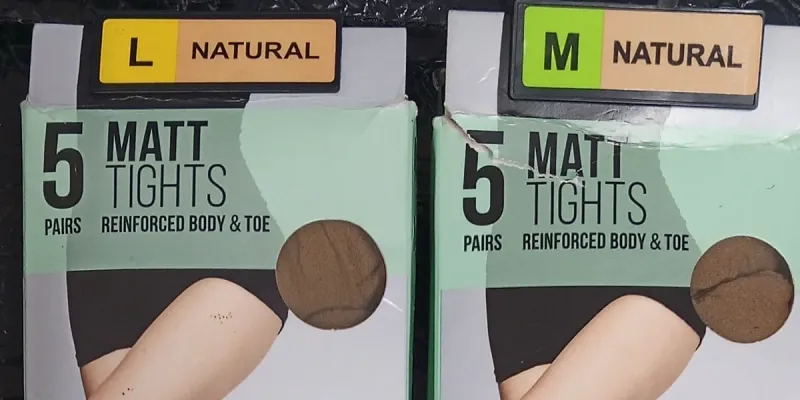 L NATURAL
5 MATT
TIGHTS
PAIRS REINFORCED BODY & TOE
M NATURAL
5 MATT
TIGHTS
PAIRS REINFORCED BODY & TOE